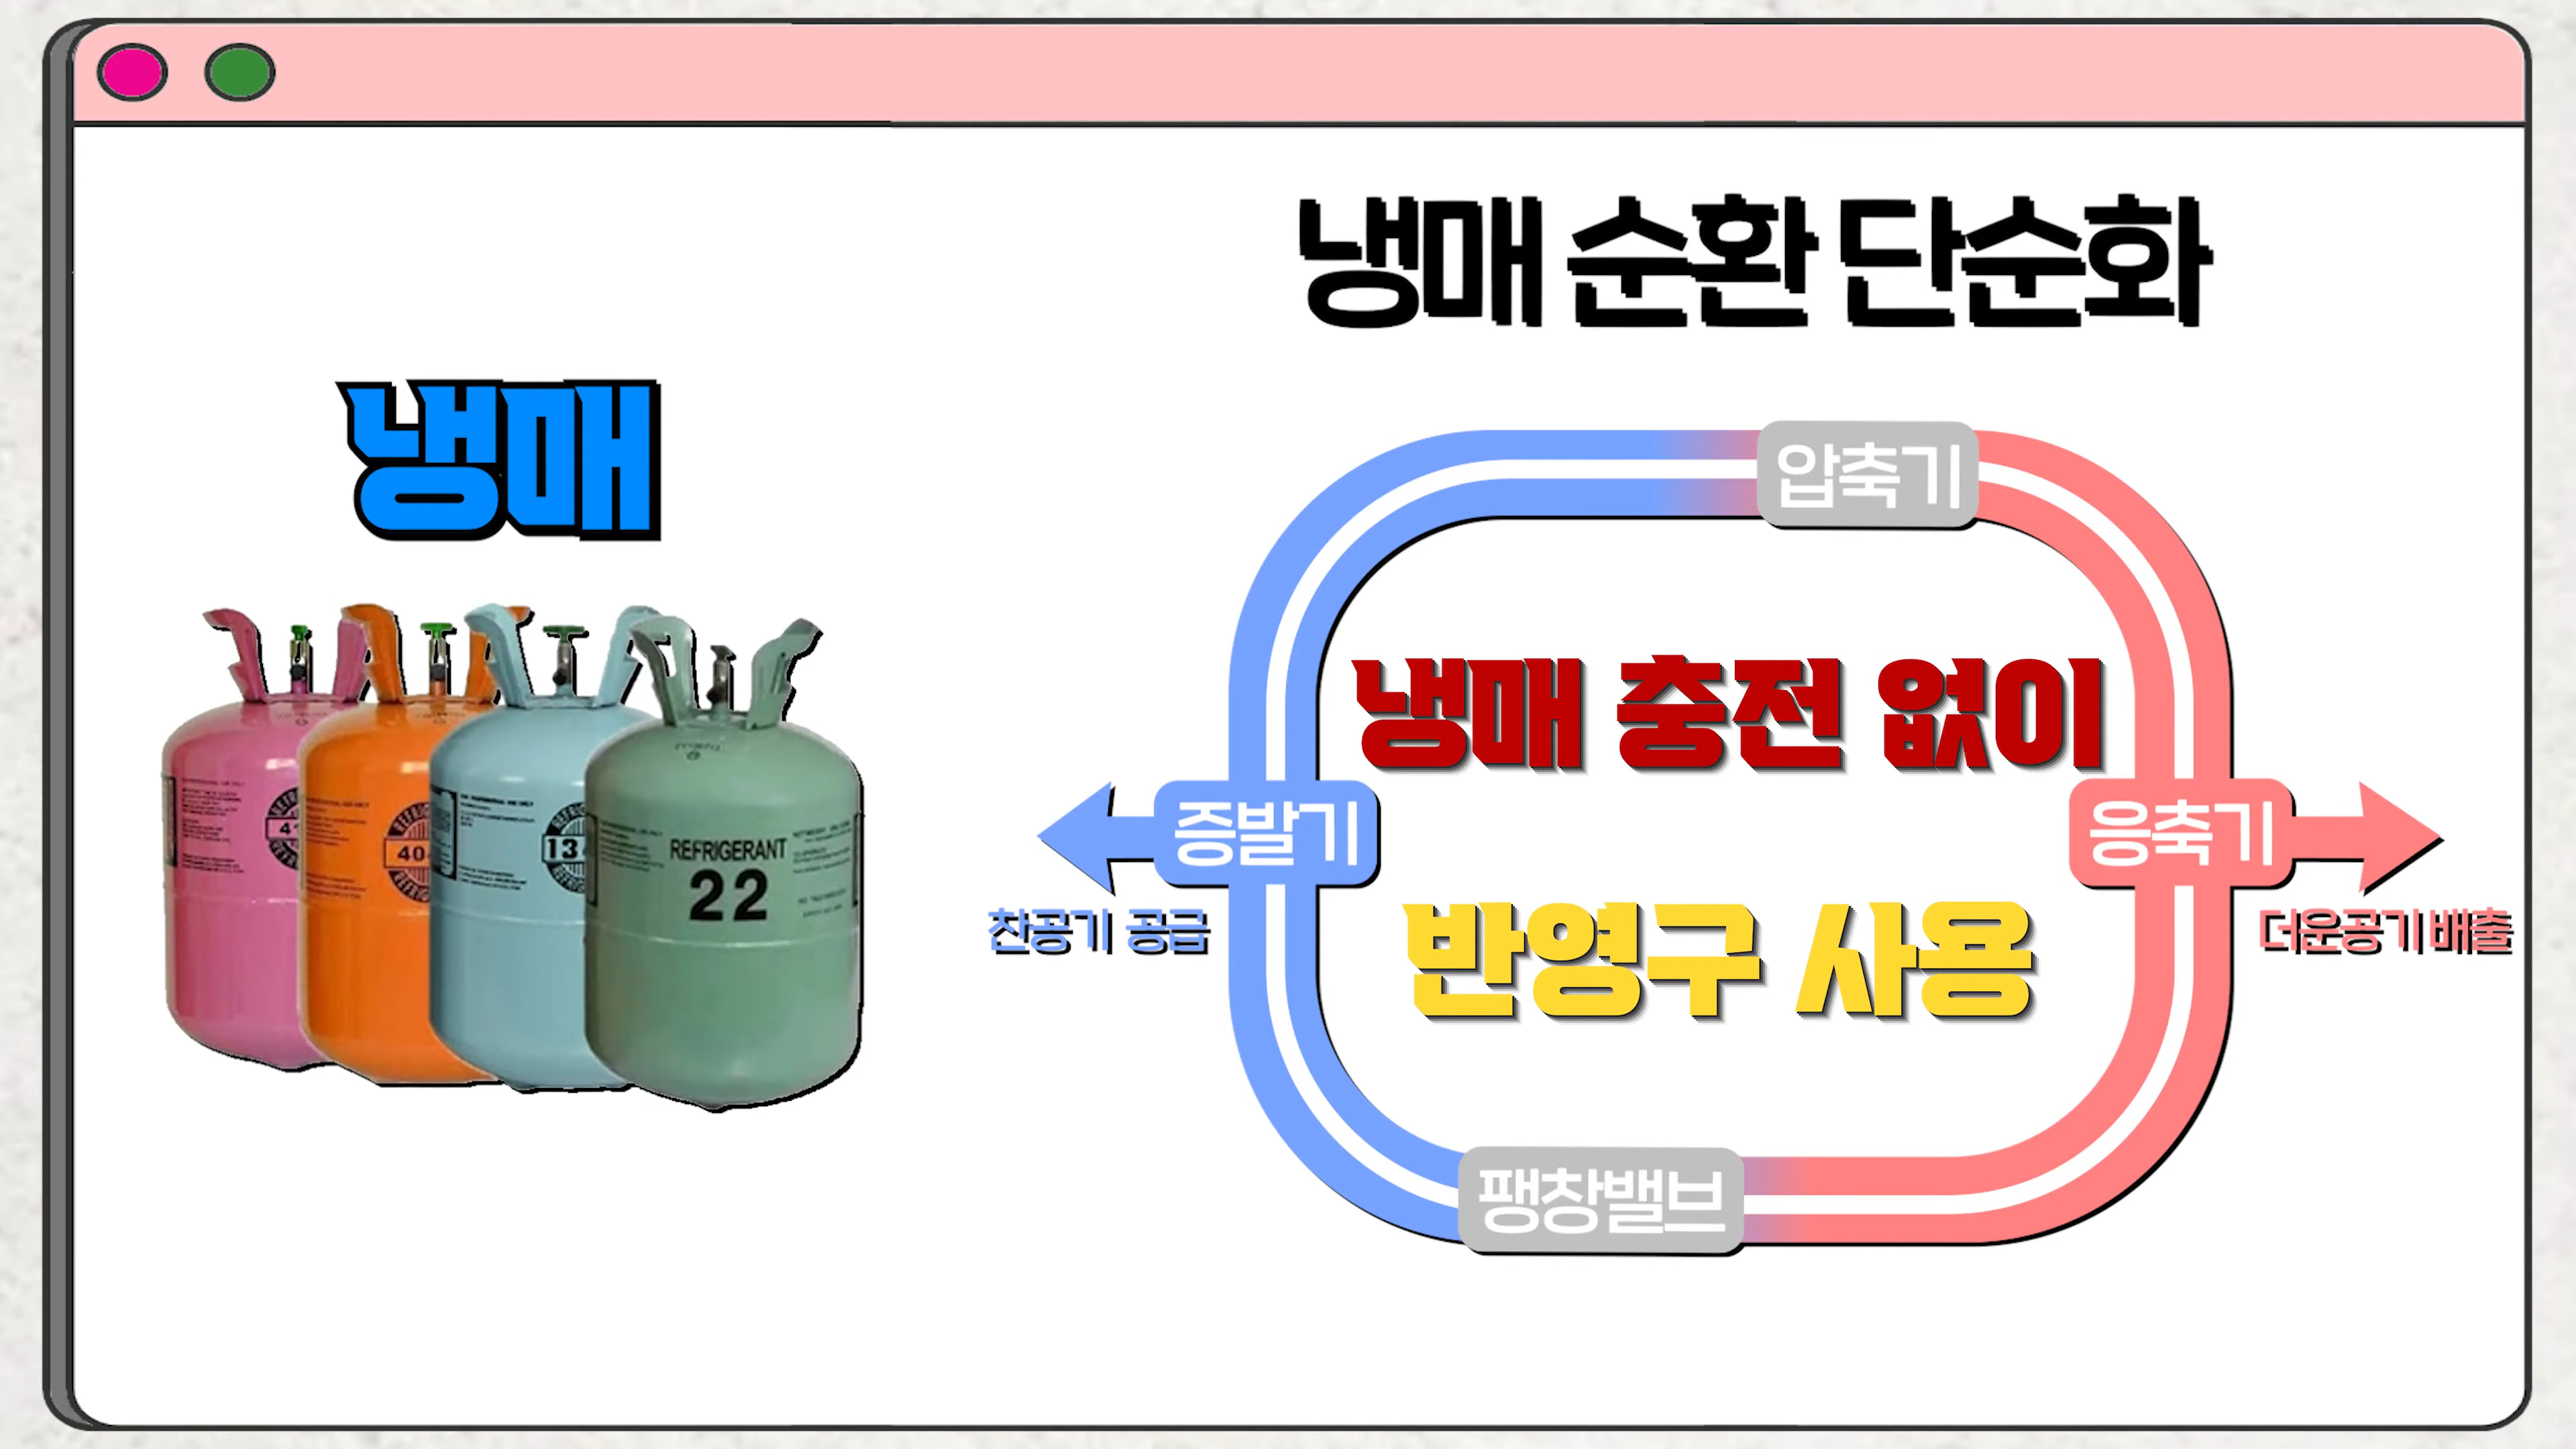 냉매 순환 단순화
냉매
압축기
냉매 충전 없이
증발기
응축기
찬공기 공급
더운공기 배출
반영구 사용
팽창밸브
REFRIGERANT
22